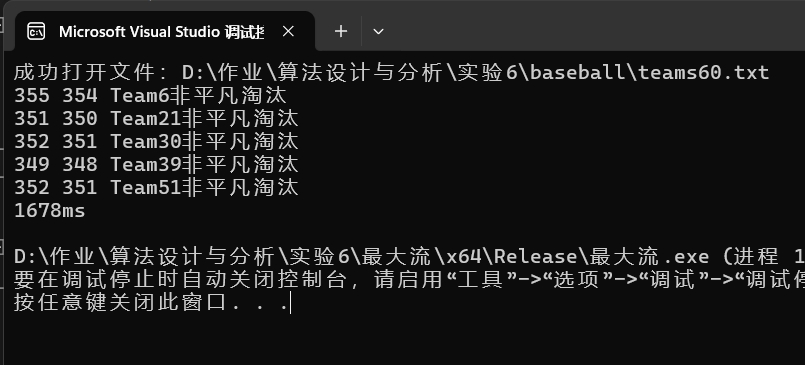 Microsoft Visual Studio 调试
成功打开文件: D:\作业\算法设计与分析\实验6\baseball\teams60.txt
355 354 Team6非平凡淘汰
351 350 Team21非平凡淘汰
352 351 Team30非平凡淘汰
349 348 Team39非平凡淘汰
352 351 Team51非平凡淘汰
1678ms
D:\作业\算法设计与分析\实验6\最大流\x64\Release\最大流.exe (进程 1
要在调试停止时自动关闭控制台, 请启用“工具”->“选项”->“调试”->“调试停
按任意键关闭此窗口. . .